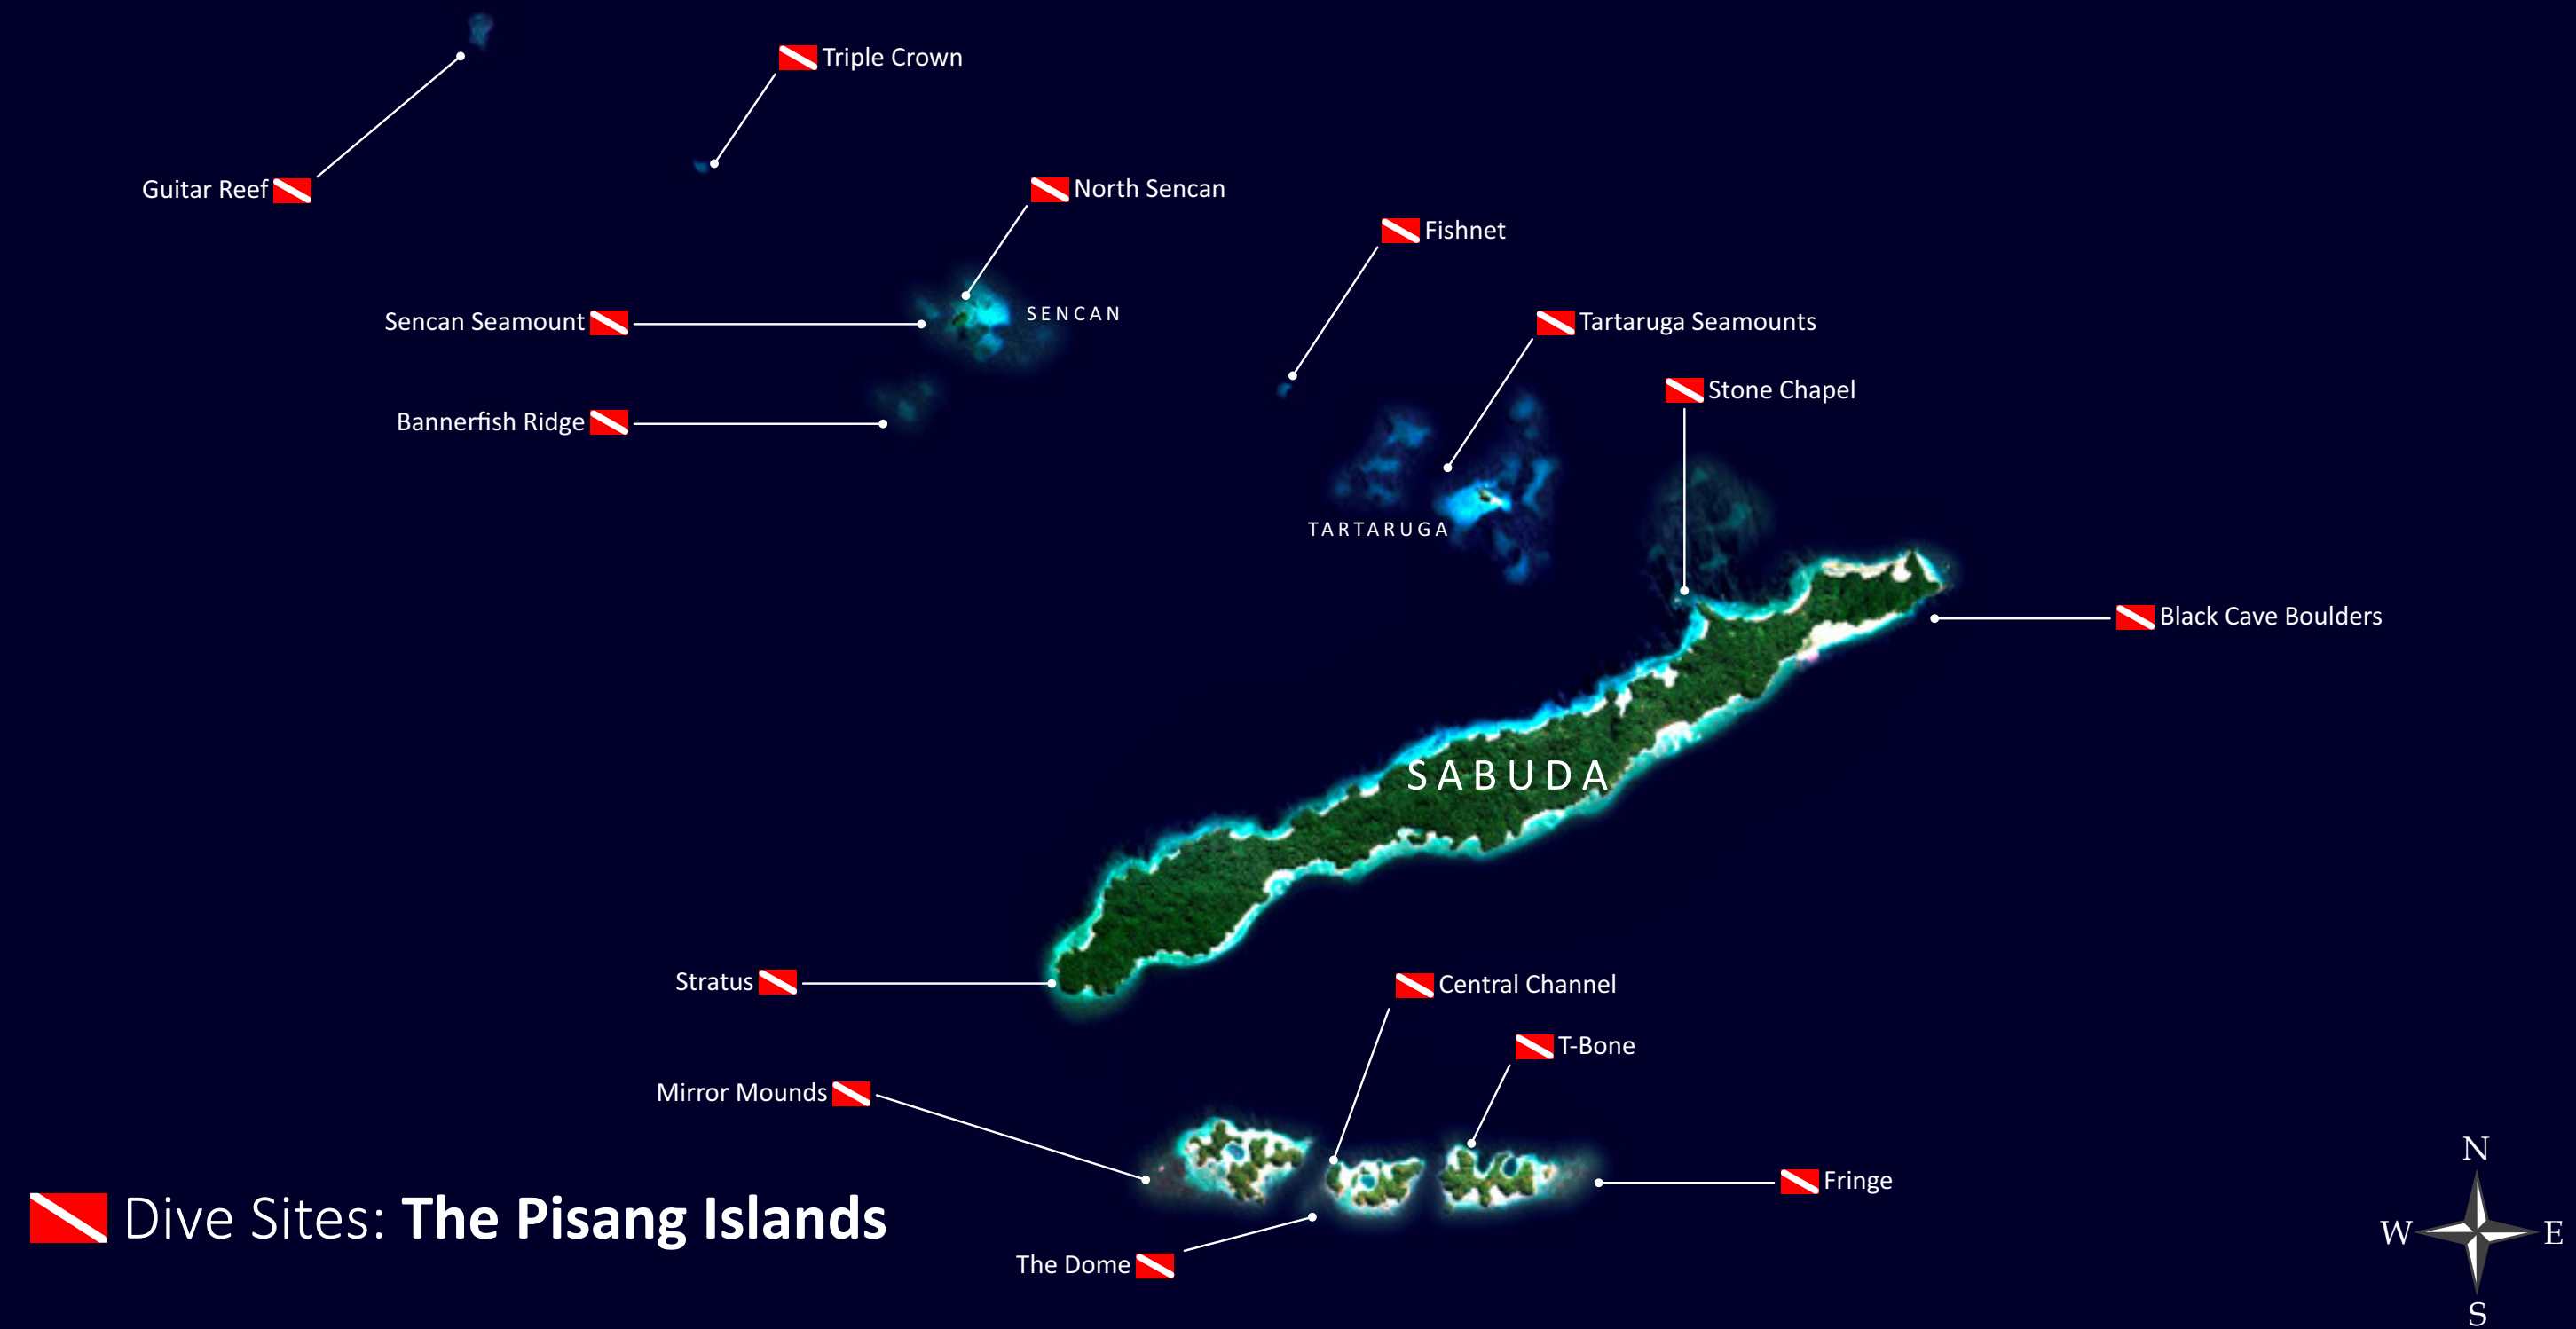 Triple Crown
Guitar Reef
North Sencan
Fishnet
SENCAN
Sencan Seamount
Tartaruga Seamounts
Stone Chapel
Bannerfish Ridge
TARTARUGA
Black Cave Boulders
SABUDA
Stratus
Central Channel
T-Bone
Mirror Mounds
Fringe
The Dome
Dive Sites: The Pisang Islands
N
W E
S